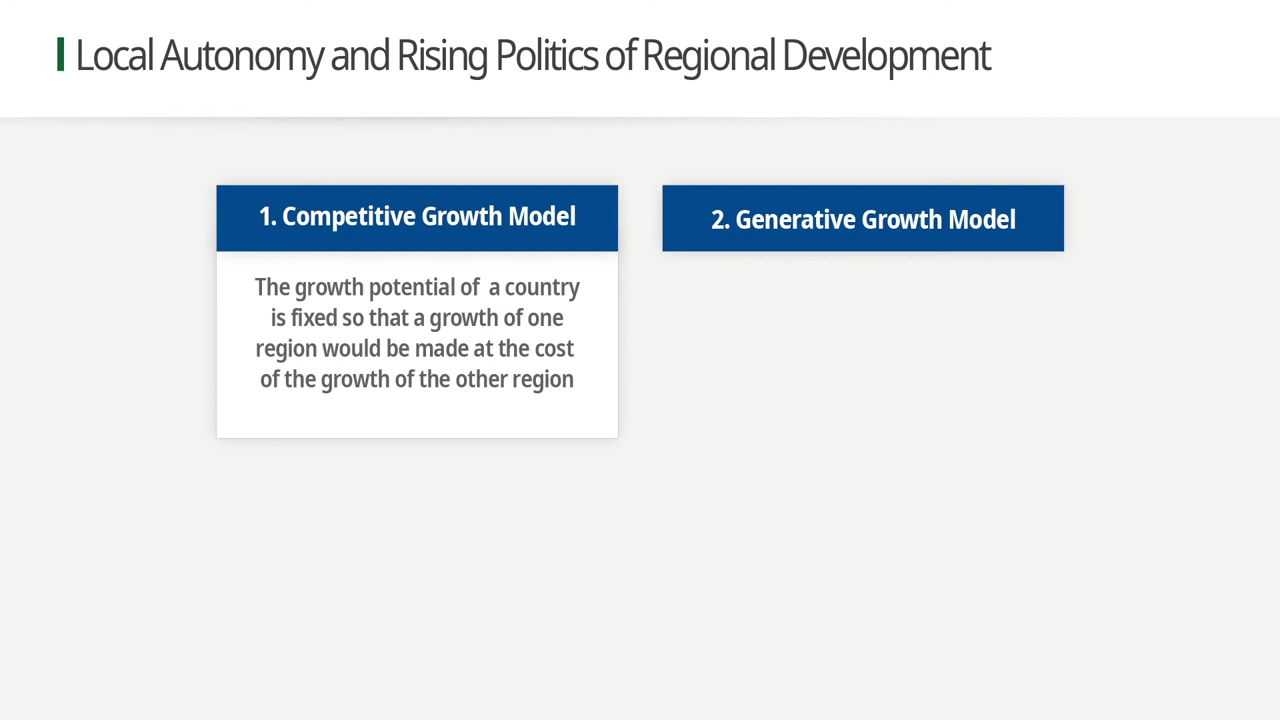 Local Autonomy and Rising Politics of Regional Development
1. Competitive Growth Model
The growth potential of a country
is fixed so that a growth of one
region would be made at the cost
of the growth of the other region
2. Generative Growth Model